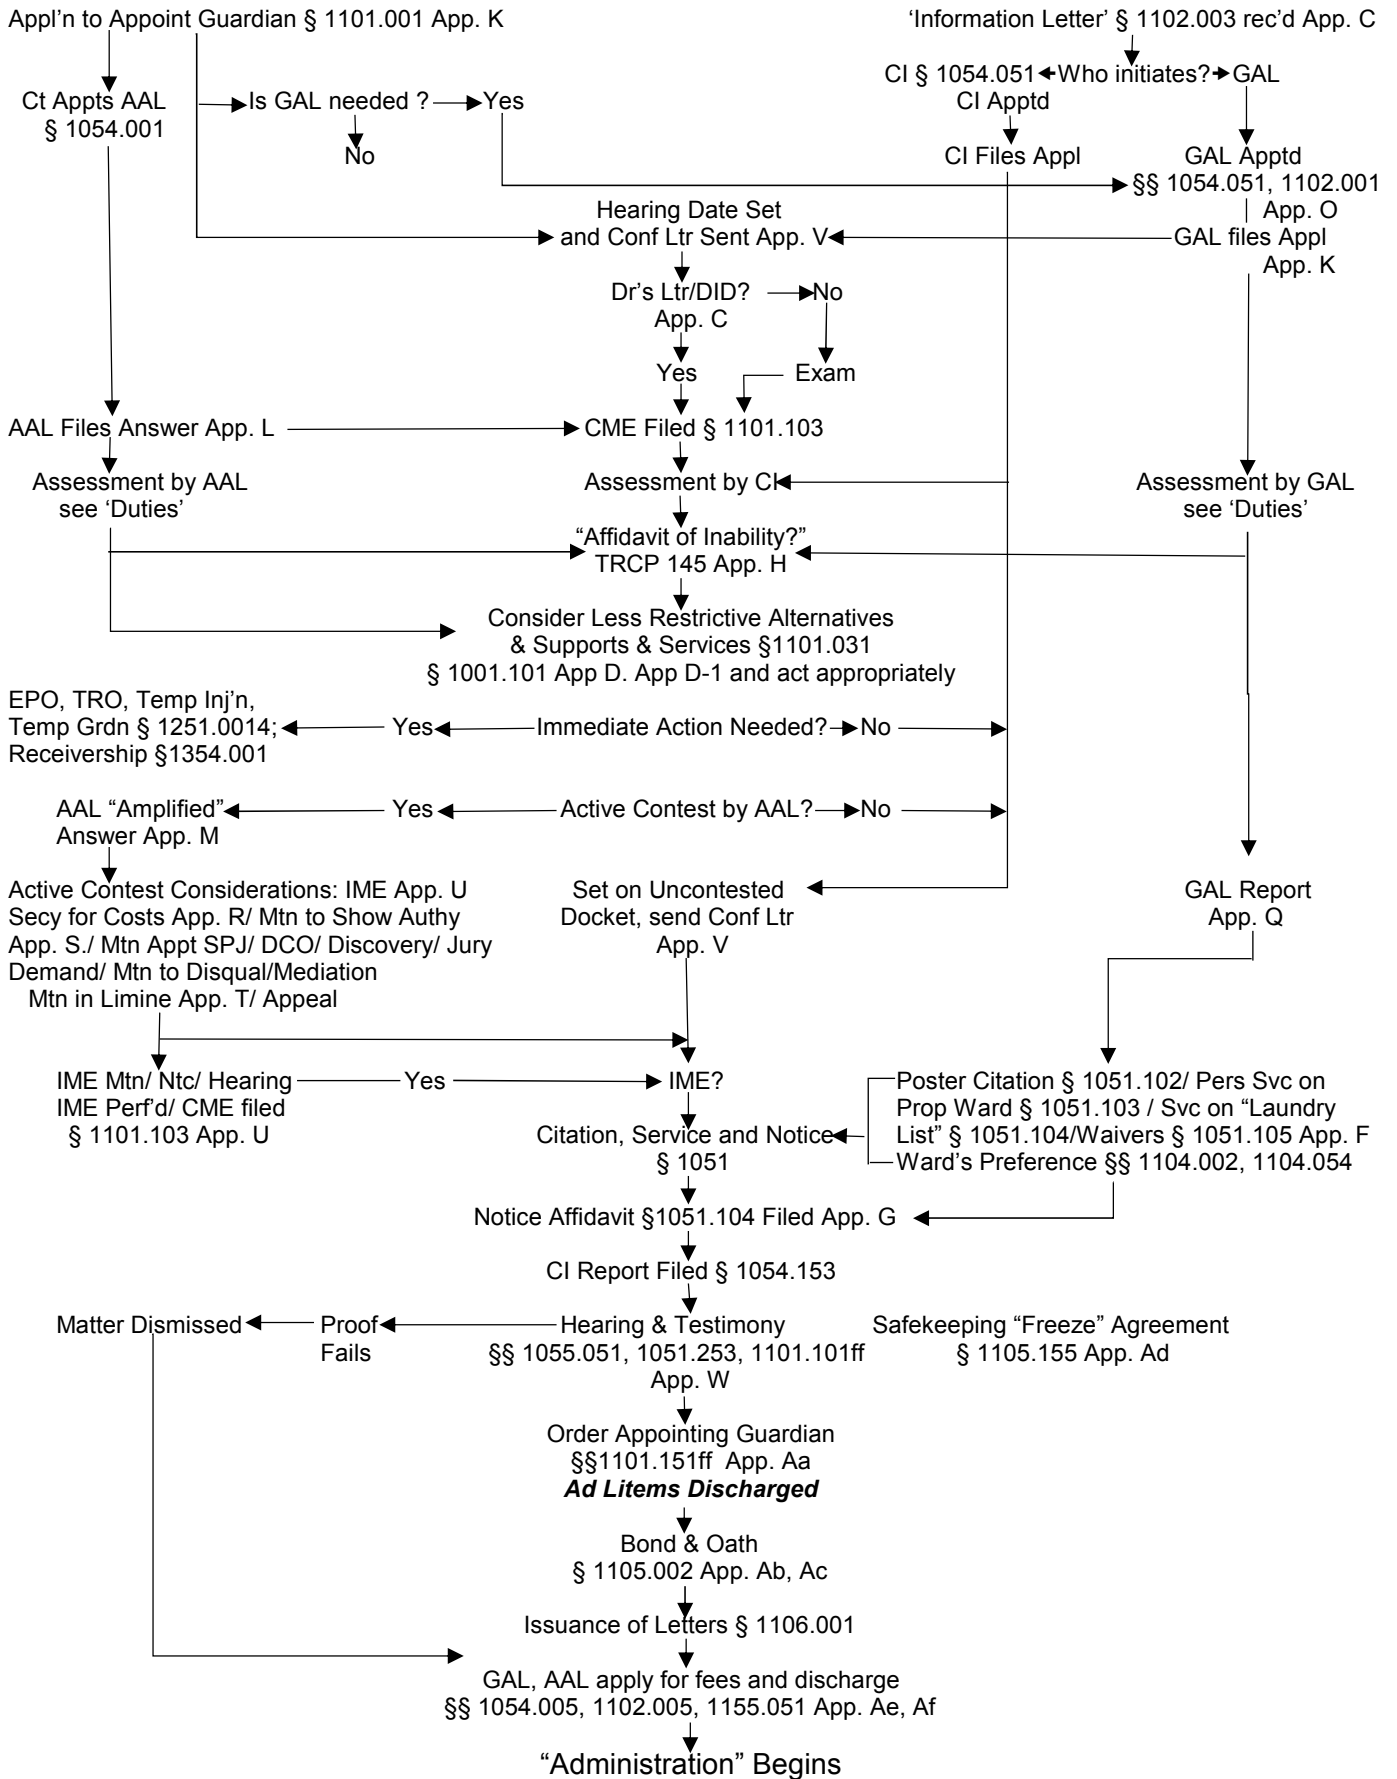 Appl'n to Appoint Guardian § 1101.001 App. K
‘Information Letter’ § 1102.003 rec’d App. C
CI § 1054.051
Who initiates?
GAL
CI Apptd
Ct Appts AAL
§ 1054.001
Is GAL needed ?
Yes
No
CI Files Appl
GAL Apptd
§§ 1054.051, 1102.001
App. O
Hearing Date Set
and Conf Ltr Sent App. V
GAL files Appl
App. K
Dr’s Ltr/DID?
App. C
No
Yes
Exam
AAL Files Answer App. L
CME Filed § 1101.103
Assessment by AAL
see ‘Duties’
Assessment by CI
Assessment by GAL
see ‘Duties’
“Affidavit of Inability?”
TRCP 145 App. H
Consider Less Restrictive Alternatives
& Supports & Services §1101.031
§ 1001.101 App D. App D-1 and act appropriately
EPO, TRO, Temp Inj’n,
Temp Grdn § 1251.0014;
Receivership §1354.001
Yes
Immediate Action Needed?
No
AAL “Amplified”
Answer App. M
Yes
Active Contest by AAL?
No
Active Contest Considerations: IME App. U
Secy for Costs App. R/ Mtn to Show Authy
App. S./ Mtn Appt SPJ/ DCO/ Discovery/ Jury
Demand/ Mtn to Disqual/Mediation
Mtn in Limine App. T/ Appeal
Set on Uncontested
Docket, send Conf Ltr
App. V
GAL Report
App. Q
IME Mtn/ Ntc/ Hearing
IME Perf’d/ CME filed
§ 1101.103 App. U
Yes
IME?
Poster Citation § 1051.102/ Pers Svc on
Prop Ward § 1051.103 / Svc on “Laundry
List” § 1051.104/Waivers § 1051.105 App. F
Ward’s Preference §§ 1104.002, 1104.054
Citation, Service and Notice
§ 1051
Notice Affidavit §1051.104 Filed App. G
CI Report Filed § 1054.153
Matter Dismissed
Proof
Fails
Hearing & Testimony
§§ 1055.051, 1051.253, 1101.101ff
App. W
Safekeeping “Freeze” Agreement
§ 1105.155 App. Ad
Order Appointing Guardian
§§1101.151ff App. Aa
Ad Litems Discharged
Bond & Oath
§ 1105.002 App. Ab, Ac
Issuance of Letters § 1106.001
GAL, AAL apply for fees and discharge
§§ 1054.005, 1102.005, 1155.051 App. Ae, Af
“Administration” Begins